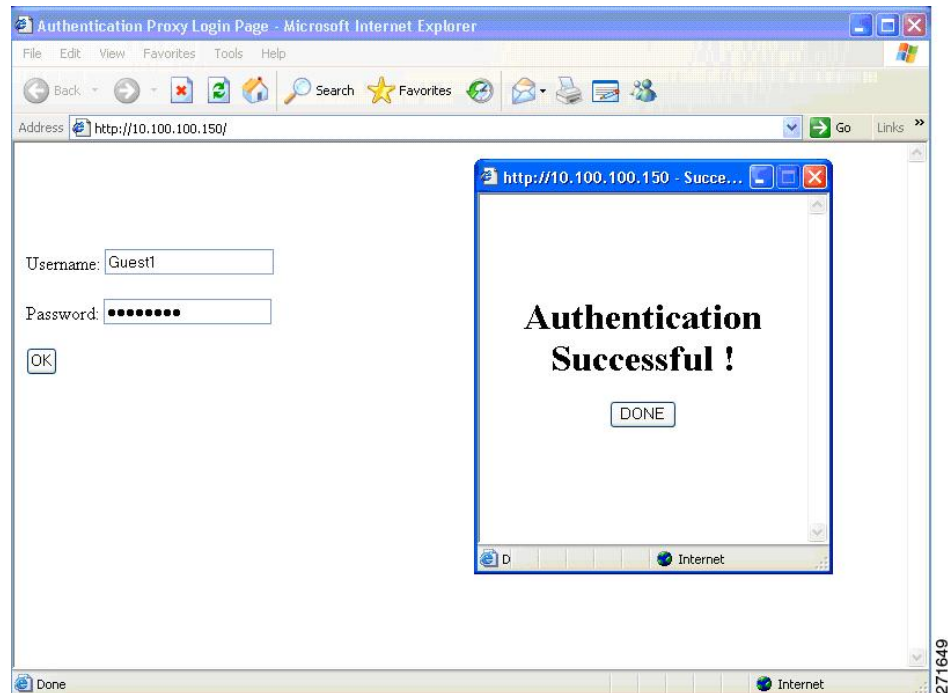 Authentication Proxy Login Page - Microsoft Internet Explorer
File Edit View Favorites Tools Help
Back Search Favorites
Address http://10.100.100.150/ Go Links »
http://10.100.100.150 - Succe...
Username: Guest1
Password: ••••••••
OK
Authentication
Successful !
DONE
D Internet
Done Internet
271649